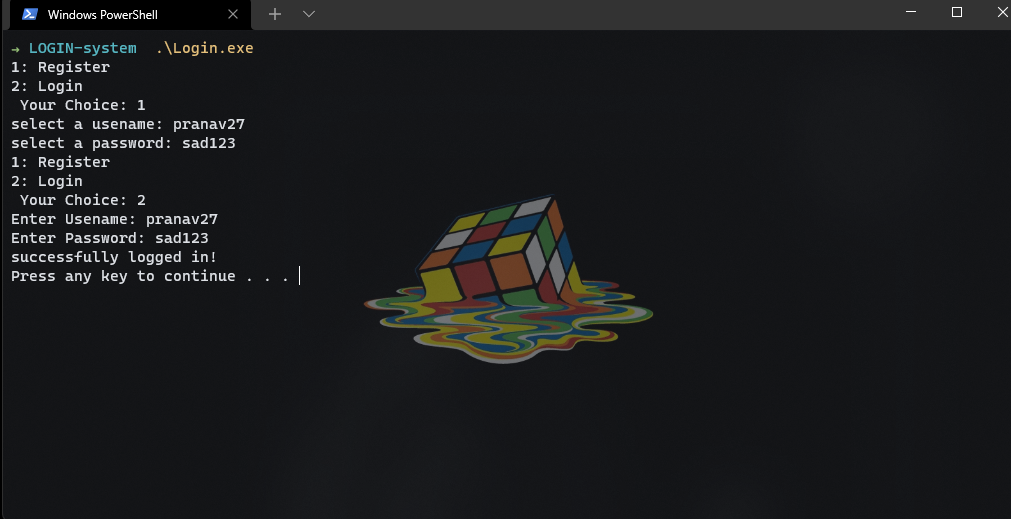 Windows PowerShell
→ LOGIN-system  .\Login.exe
1: Register
2: Login
 Your Choice: 1
select a usename: pranav27
select a password: sad123
1: Register
2: Login
 Your Choice: 2
Enter Usename: pranav27
Enter Password: sad123
successfully logged in!
Press any key to continue . . .